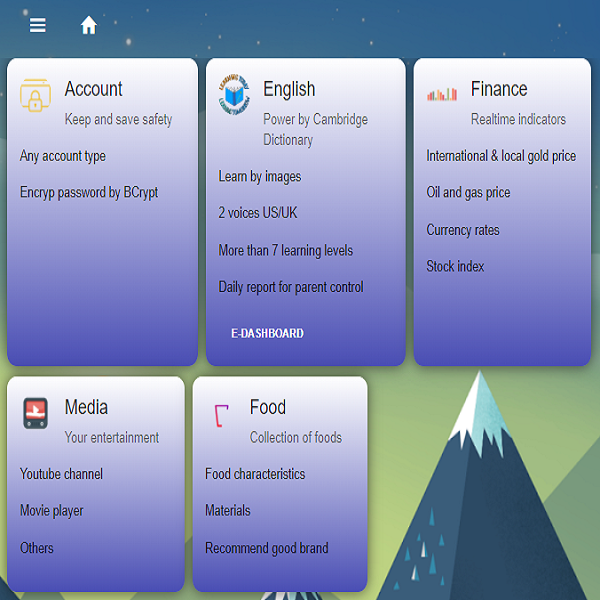 Account
Keep and save safety
Any account type
Encryp password by BCrypt
English
Power by Cambridge
Dictionary
Learn by images
2 voices US/UK
More than 7 learning levels
Daily report for parent control
E-DASHBOARD
Finance
Realtime indicators
International & local gold price
Oil and gas price
Currency rates
Stock index
Media
Your entertainment
Youtube channel
Movie player
Others
Food
Collection of foods
Food characteristics
Materials
Recommend good brand